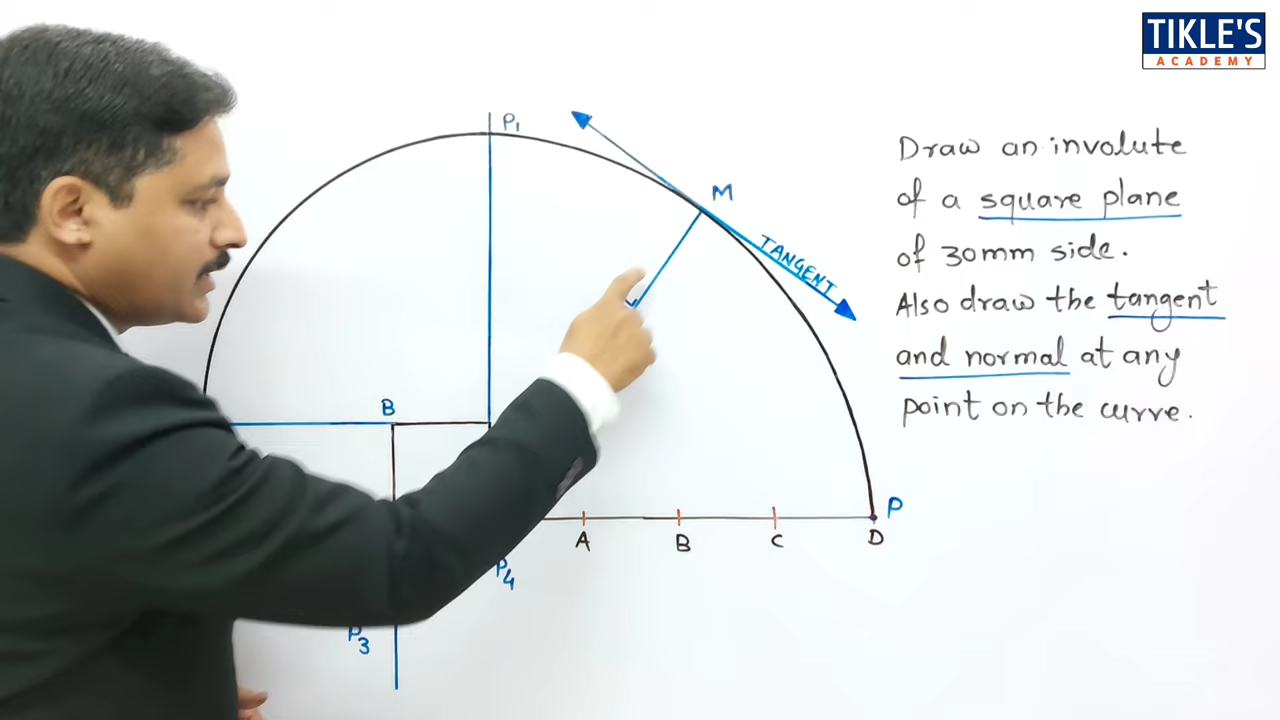 TIKLE'S
ACADEMY
Draw an involute
of a square plane
of 30mm side.
Also draw the tangent
and normal at any
point on the curve.
P1
M
TANGENT
B
P
A B C D
P4
P3